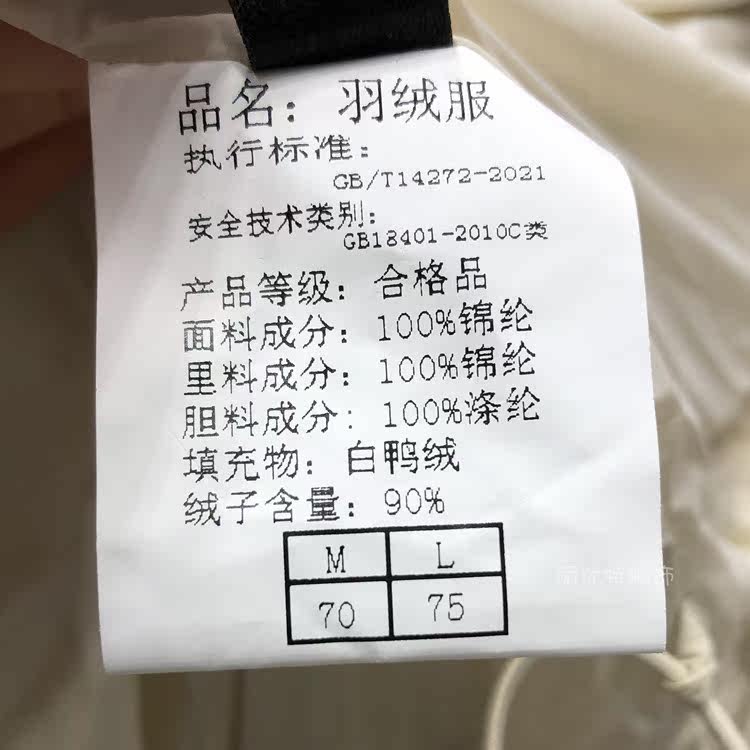 品名：羽绒服
执行标准：
GB/T14272-2021
安全技术类别：
GB18401-2010C类
产品等级：合格品
面料成分：100%锦纶
里料成分：100%锦纶
胆料成分：100%涤纶
填充物：白鸭绒
绒子含量：90%
M L
70 75